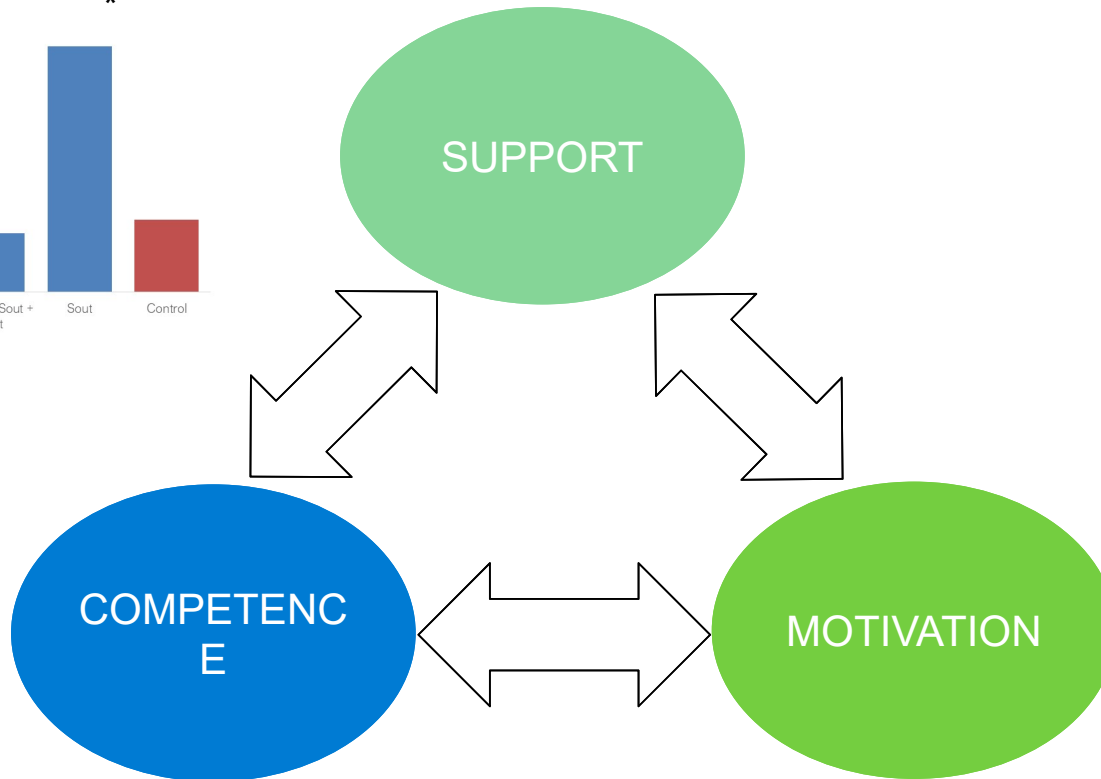 *
SUPPORT
Sout +
Sout
Control
t
COMPETENC
E
MOTIVATION